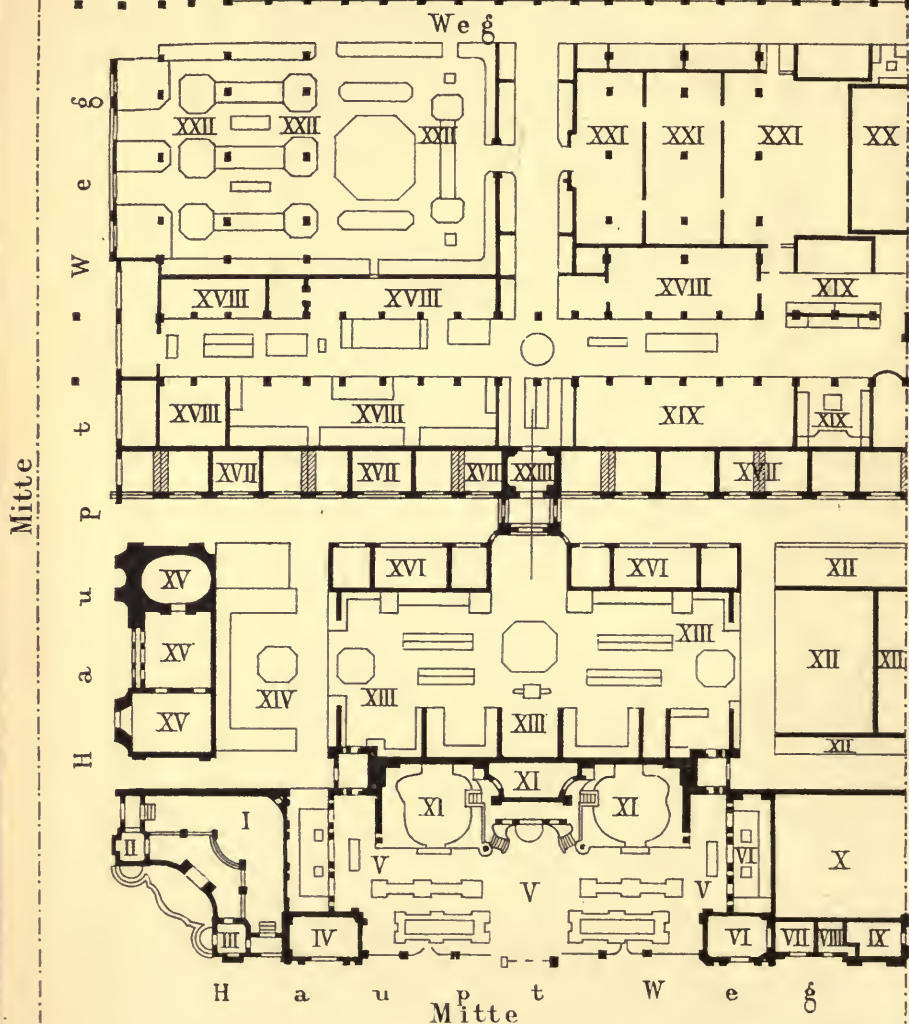 Weg
XXII XXII XXII XXI XXI XXI XX
XVIII XVIII XVIII XIX
XVIII XVIII XIX XIX
XVII XVII XVII XXIII XVII
XV XVI XVI XII
XV XIV XIII XIII XIII XII XII
XV XII
I XI XI XI
II V V V VI X
III IV VI VII VIII IX
Haupt Weg
Mitte
Haupt Weg
Mitte